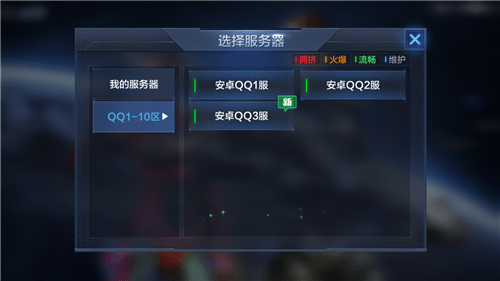 选择服务器
拥挤 火爆 流畅 维护
我的服务器
QQ1-10区
安卓QQ1服
安卓QQ2服
新
安卓QQ3服